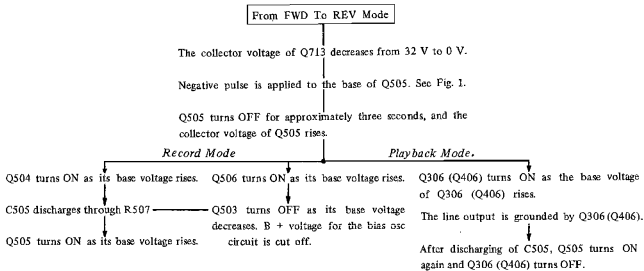 From FWD To REV Mode
The collector voltage of Q713 decreases from 32 V to 0 V.
Negative pulse is applied to the base of Q505. See Fig. 1.
Q505 turns OFF for approximately three seconds, and the
collector voltage of Q505 rises.
Record Mode
Playback Mode.
Q504 turns ON as its base voltage rises.
C505 discharges through R507
Q505 turns ON as its base voltage rises.
Q506 turns ON as its base voltage rises.
Q503 turns OFF as its base voltage
decreases. B + voltage for the bias osc
circuit is cut off.
Q306 (Q406) turns ON as the base voltage
of Q306 (Q406) rises.
The line output is grounded by Q306(Q406).
After discharging of C505, Q505 turns ON
again and Q306 (Q406) turns OFF.